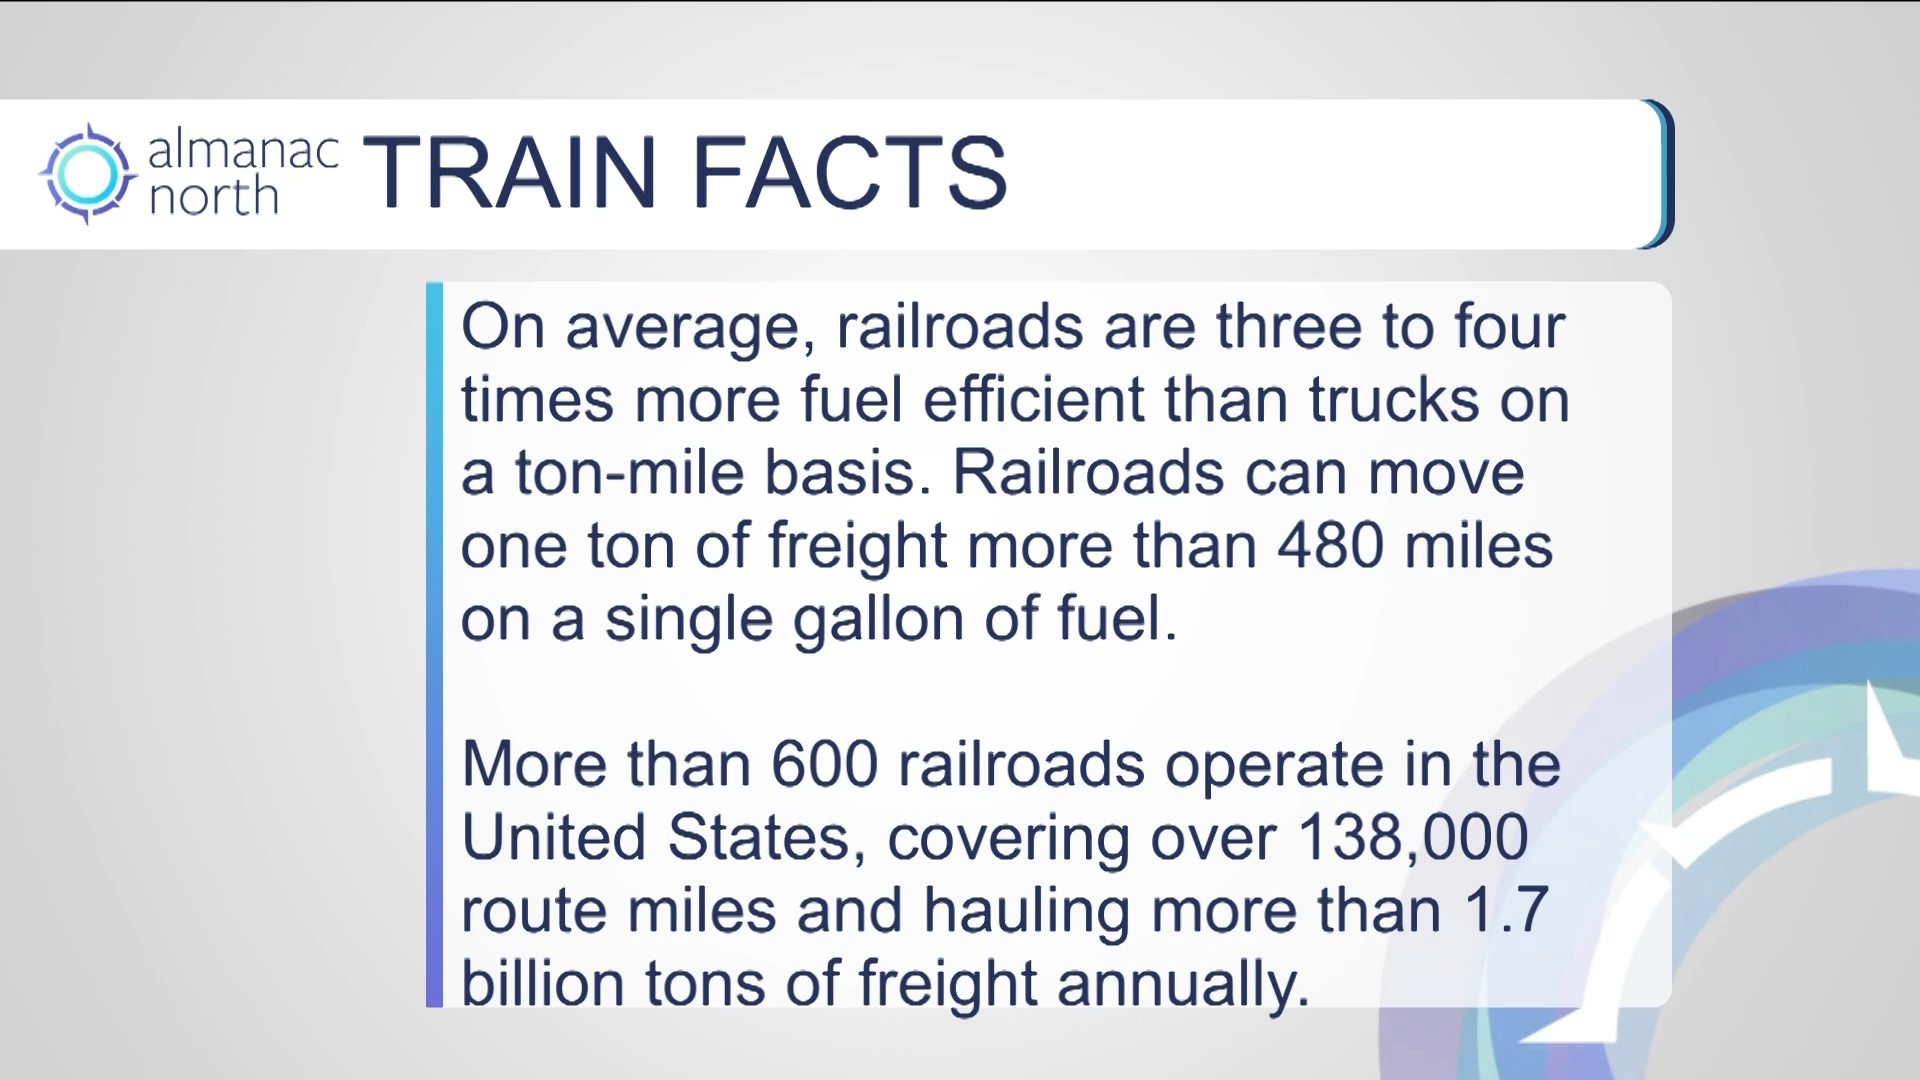 almanac
north
TRAIN FACTS
On average, railroads are three to four
times more fuel efficient than trucks on
a ton-mile basis. Railroads can move
one ton of freight more than 480 miles
on a single gallon of fuel.
More than 600 railroads operate in the
United States, covering over 138,000
route miles and hauling more than 1.7
billion tons of freight annually.